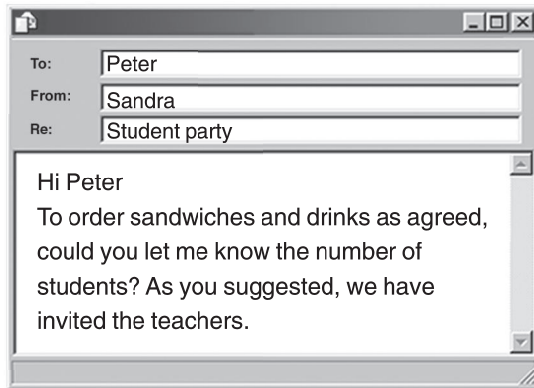 To: Peter
From: Sandra
Re: Student party
Hi Peter
To order sandwiches and drinks as agreed,
could you let me know the number of
students? As you suggested, we have
invited the teachers.